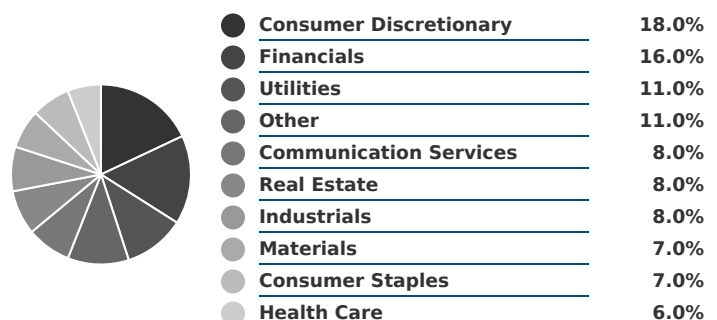 Consumer Discretionary 18.0%
Financials 16.0%
Utilities 11.0%
Other 11.0%
Communication Services 8.0%
Real Estate 8.0%
Industrials 8.0%
Materials 7.0%
Consumer Staples 7.0%
Health Care 6.0%